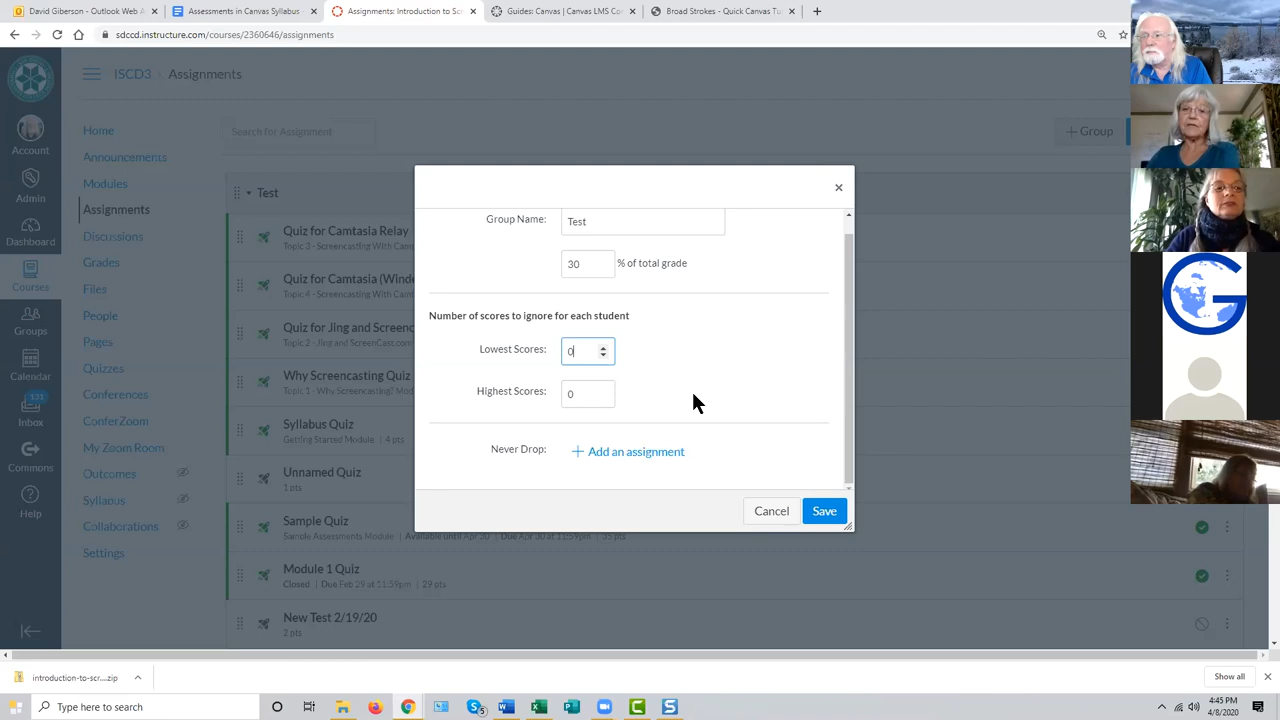 David Giberson - Outlook Web A
Assessments in Canvas Syllabus
Assignments: Introduction to Sc
Guides: Canvas | Canvas LMS Co
Broad Strokes - Quick Canvas Tu
sdccd.instructure.com/courses/2360646/assignments
ISCD3 › Assignments
Account
Admin
Dashboard
Courses
Groups
Calendar
131
Inbox
Commons
Help
Home
Announcements
Modules
Assignments
Discussions
Grades
Files
People
Pages
Quizzes
Conferences
ConferZoom
My Zoom Room
Outcomes
Syllabus
Collaborations
Settings
Search for Assignment
+ Group
Test
Quiz for Camtasia Relay
Topic 3 - Screencasting With Cam
Quiz for Camtasia (Winde
Topic 4 - Screencasting With Cam
Quiz for Jing and Screenc
Topic 2 - Jing and ScreenCast.com
Why Screencasting Quiz
Topic 1 - Why Screencasting? Mod
Syllabus Quiz
Getting Started Module | 4 pts
Unnamed Quiz
1 pts
Sample Quiz
Sample Assessments Module | Available until Apr 30 | Due Apr 30 at 11:59pm | 35 pts
Module 1 Quiz
Closed | Due Feb 29 at 11:59pm | 29 pts
New Test 2/19/20
2 pts
Group Name: Test
30 % of total grade
Number of scores to ignore for each student
Lowest Scores: 0
Highest Scores: 0
Never Drop: + Add an assignment
Cancel Save
G
introduction-to-scr....zip
Show all
Type here to search
5
4:45 PM
4/8/2020